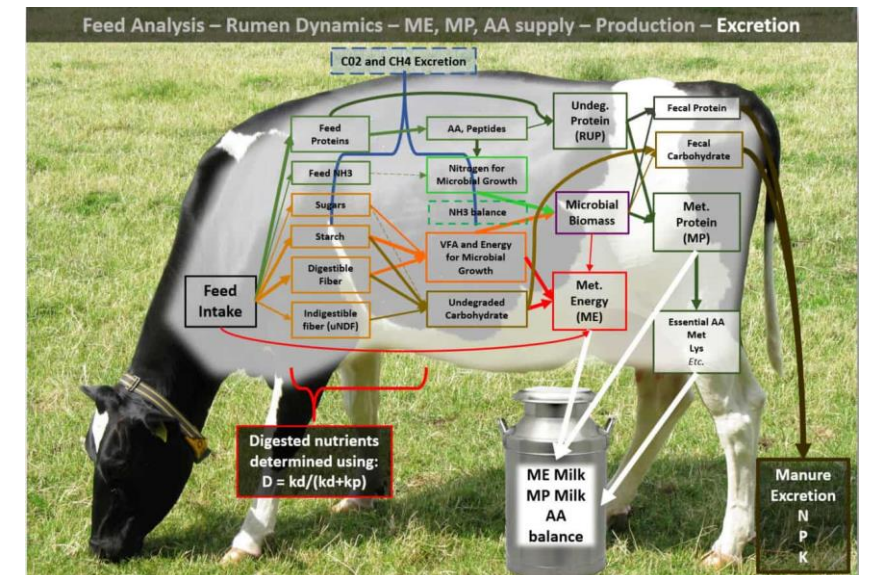 Feed Analysis – Rumen Dynamics – ME, MP, AA supply – Production – Excretion
C02 and CH4 Excretion
Feed
Proteins
AA, Peptides
Undeg.
Protein
(RUP)
Fecal Protein
Fecal
Carbohydrate
Feed NH3
Nitrogen for
Microbial Growth
Sugars
NH3 balance
Microbial
Biomass
Met.
Protein
(MP)
Starch
VFA and Energy
for Microbial
Growth
Digestible
Fiber
Feed
Intake
Met.
Energy
(ME)
Indigestible
fiber (uNDF)
Undegraded
Carbohydrate
Essential AA
Met
Lys
Etc.
Digested nutrients
determined using:
D = kd/(kd+kp)
ME Milk
MP Milk
AA
balance
Manure
Excretion
N
P
K